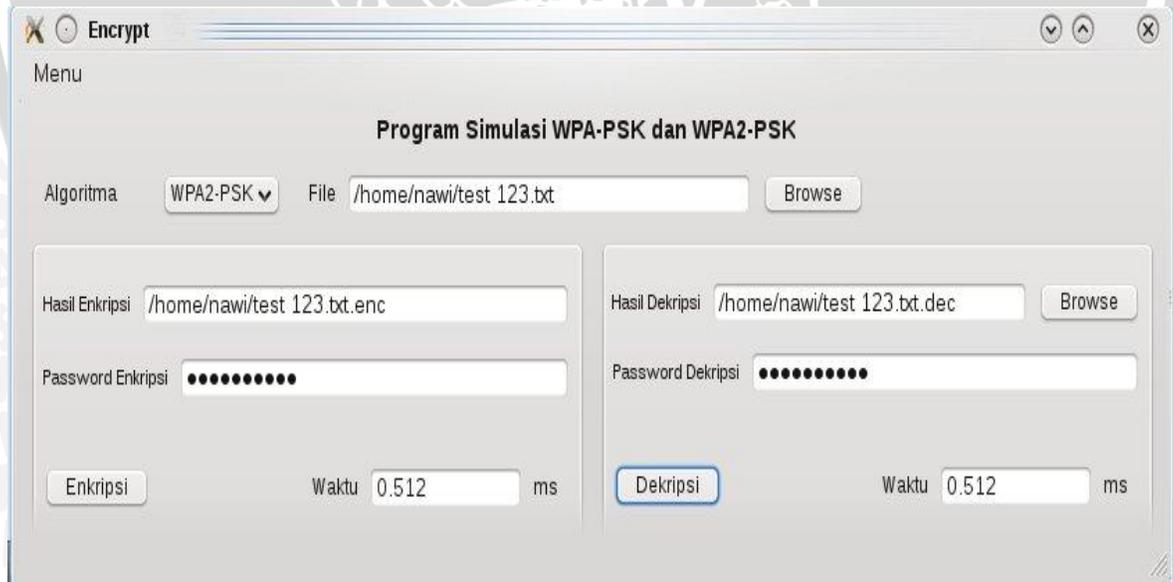 Encrypt
Menu
Program Simulasi WPA-PSK dan WPA2-PSK
Algoritma WPA2-PSK File /home/nawi/test 123.txt Browse
Hasil Enkripsi /home/nawi/test 123.txt.enc
Password Enkripsi ●●●●●●●●●●
Enkripsi Waktu 0.512 ms
Hasil Dekripsi /home/nawi/test 123.txt.dec Browse
Password Dekripsi ●●●●●●●●●●
Dekripsi Waktu 0.512 ms